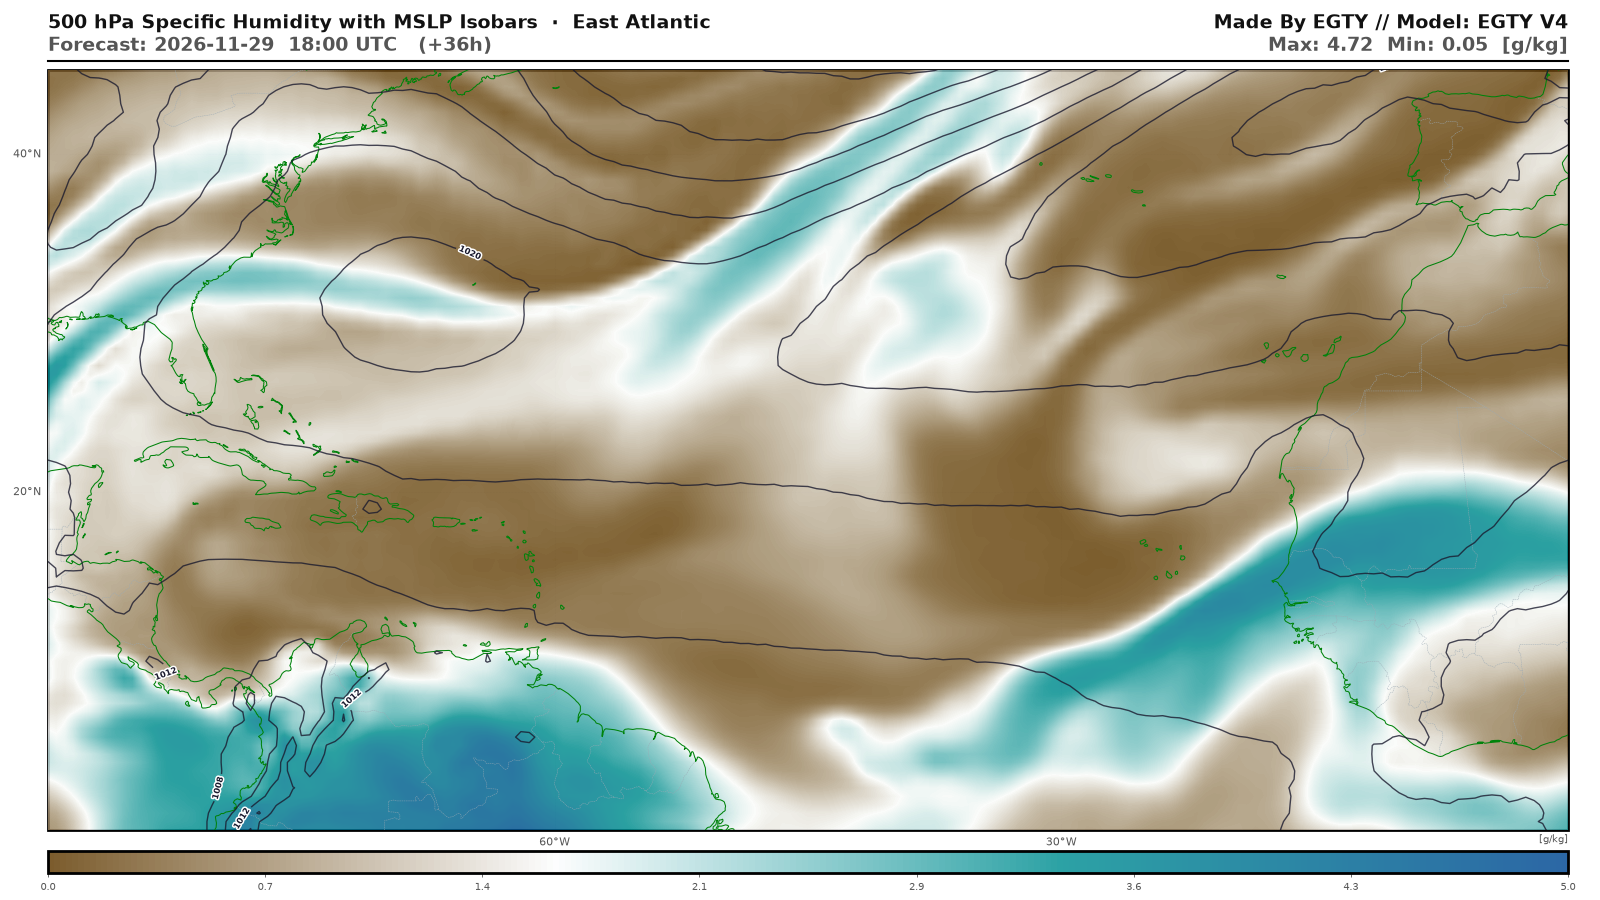 500 hPa Specific Humidity with MSLP Isobars · East Atlantic
Made By EGTY // Model: EGTY V4
Forecast: 2026-11-29 18:00 UTC (+36h)
Max: 4.72 Min: 0.05 [g/kg]
40°N
1020
20°N
1012
1012
1008
1012
60°W
30°W
[g/kg]
0.0
0.7
1.4
2.1
2.9
3.6
4.3
5.0